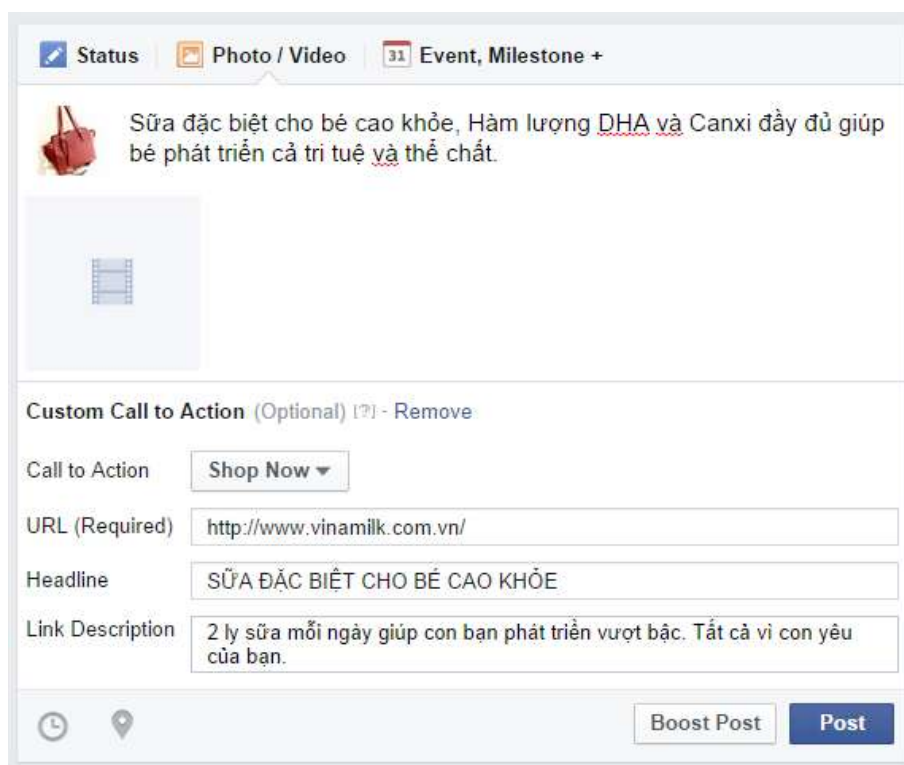 Status Photo / Video 31 Event, Milestone +
Sữa đặc biệt cho bé cao khỏe, Hàm lượng DHA và Canxi đầy đủ giúp
bé phát triển cả tri tuệ và thể chất.
Custom Call to Action (Optional) [?] - Remove
Call to Action Shop Now
URL (Required) http://www.vinamilk.com.vn/
Headline SỮA ĐẶC BIỆT CHO BÉ CAO KHỎE
Link Description 2 ly sữa mỗi ngày giúp con bạn phát triển vượt bậc. Tất cả vì con yêu
của bạn.
Boost Post Post